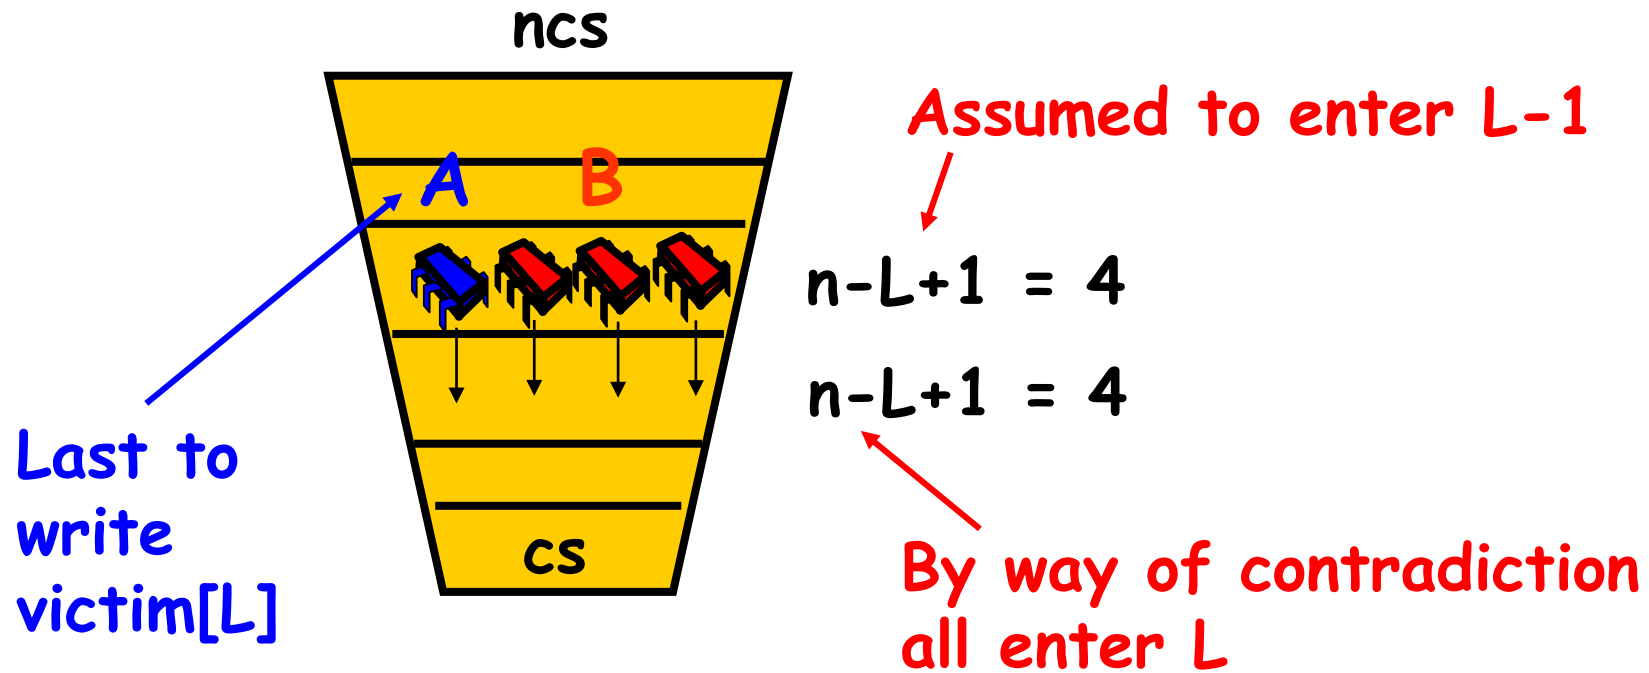 ncs
Assumed to enter L-1
A B
n-L+1 = 4
n-L+1 = 4
Last to
write
victim[L]
cs
By way of contradiction
all enter L